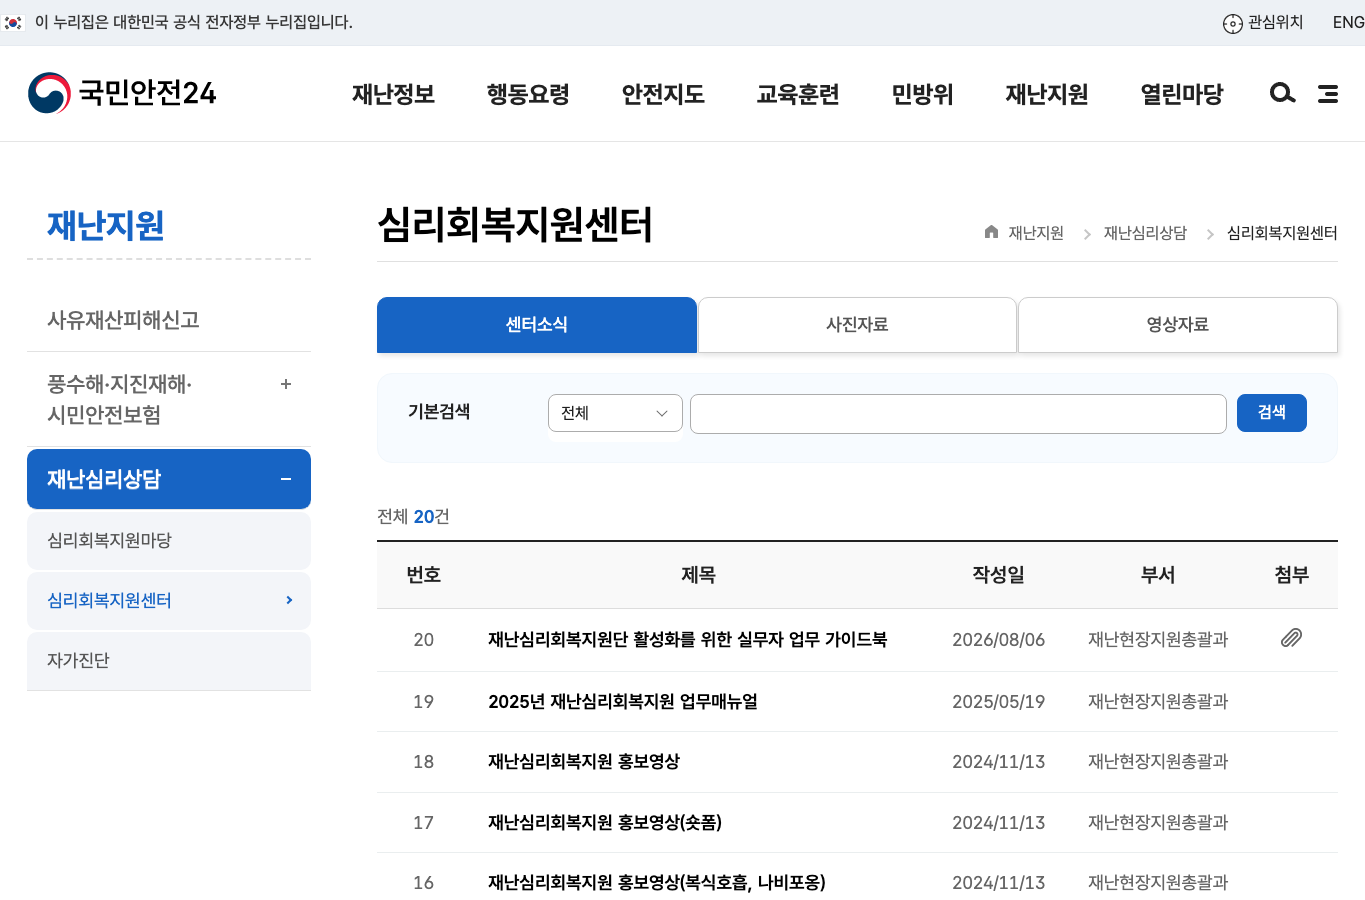 이 누리집은 대한민국 공식 전자정부 누리집입니다.
관심위치 ENG
국민안전24
재난정보 행동요령 안전지도 교육훈련 민방위 재난지원 열린마당
재난지원
사유재산피해신고
풍수해·지진재해·
시민안전보험
재난심리상담
심리회복지원마당
심리회복지원센터
자가진단
심리회복지원센터
재난지원 재난심리상담 심리회복지원센터
센터소식 사진자료 영상자료
기본검색 전체 검색
전체 20건
번호 제목 작성일 부서 첨부
20 재난심리회복지원단 활성화를 위한 실무자 업무 가이드북 2026/08/06 재난현장지원총괄과
19 2025년 재난심리회복지원 업무매뉴얼 2025/05/19 재난현장지원총괄과
18 재난심리회복지원 홍보영상 2024/11/13 재난현장지원총괄과
17 재난심리회복지원 홍보영상(숏폼) 2024/11/13 재난현장지원총괄과
16 재난심리회복지원 홍보영상(복식호흡, 나비포옹) 2024/11/13 재난현장지원총괄과